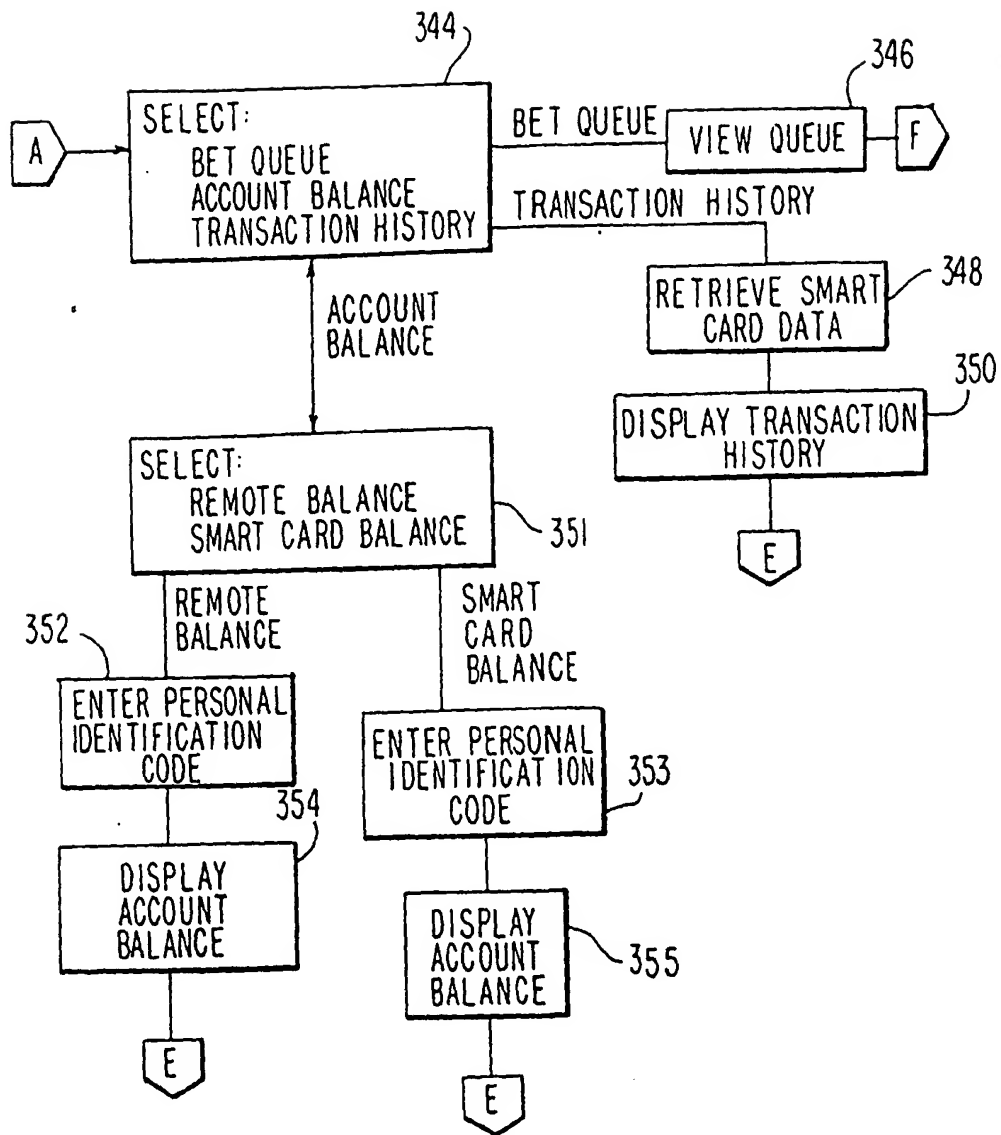 344
346
A
SELECT:
BET QUEUE
ACCOUNT BALANCE
TRANSACTION HISTORY
BET QUEUE
VIEW QUEUE
F
TRANSACTION HISTORY
348
RETRIEVE SMART
CARD DATA
ACCOUNT
BALANCE
350
DISPLAY TRANSACTION
HISTORY
E
SELECT:
REMOTE BALANCE
SMART CARD BALANCE
351
REMOTE
BALANCE
SMART
CARD
BALANCE
352
ENTER PERSONAL
IDENTIFICATION
CODE
ENTER PERSONAL
IDENTIFICATION
CODE
353
354
DISPLAY
ACCOUNT
BALANCE
DISPLAY
ACCOUNT
BALANCE
355
E
E